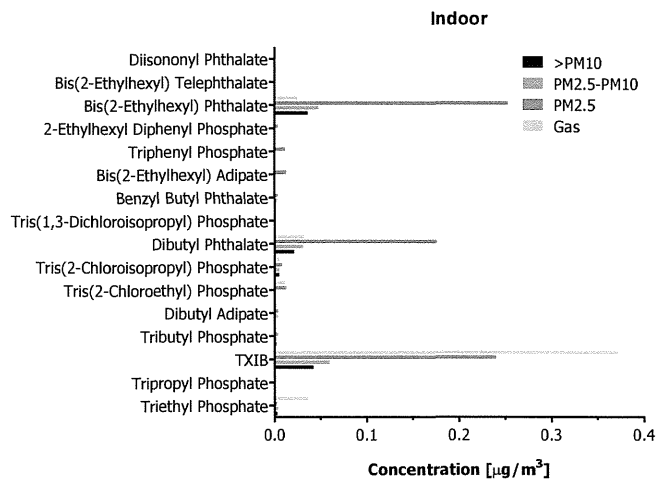 Indoor
>PM10
PM2.5-PM10
PM2.5
Gas
Diisononyl Phthalate
Bis(2-Ethylhexyl) Telephthalate
Bis(2-Ethylhexyl) Phthalate
2-Ethylhexyl Diphenyl Phosphate
Triphenyl Phosphate
Bis(2-Ethylhexyl) Adipate
Benzyl Butyl Phthalate
Tris(1,3-Dichloroisopropyl) Phosphate
Dibutyl Phthalate
Tris(2-Chloroisopropyl) Phosphate
Tris(2-Chloroethyl) Phosphate
Dibutyl Adipate
Tributyl Phosphate
TXIB
Tripropyl Phosphate
Triethyl Phosphate
0.0 0.1 0.2 0.3 0.4
Concentration [µg/m³]